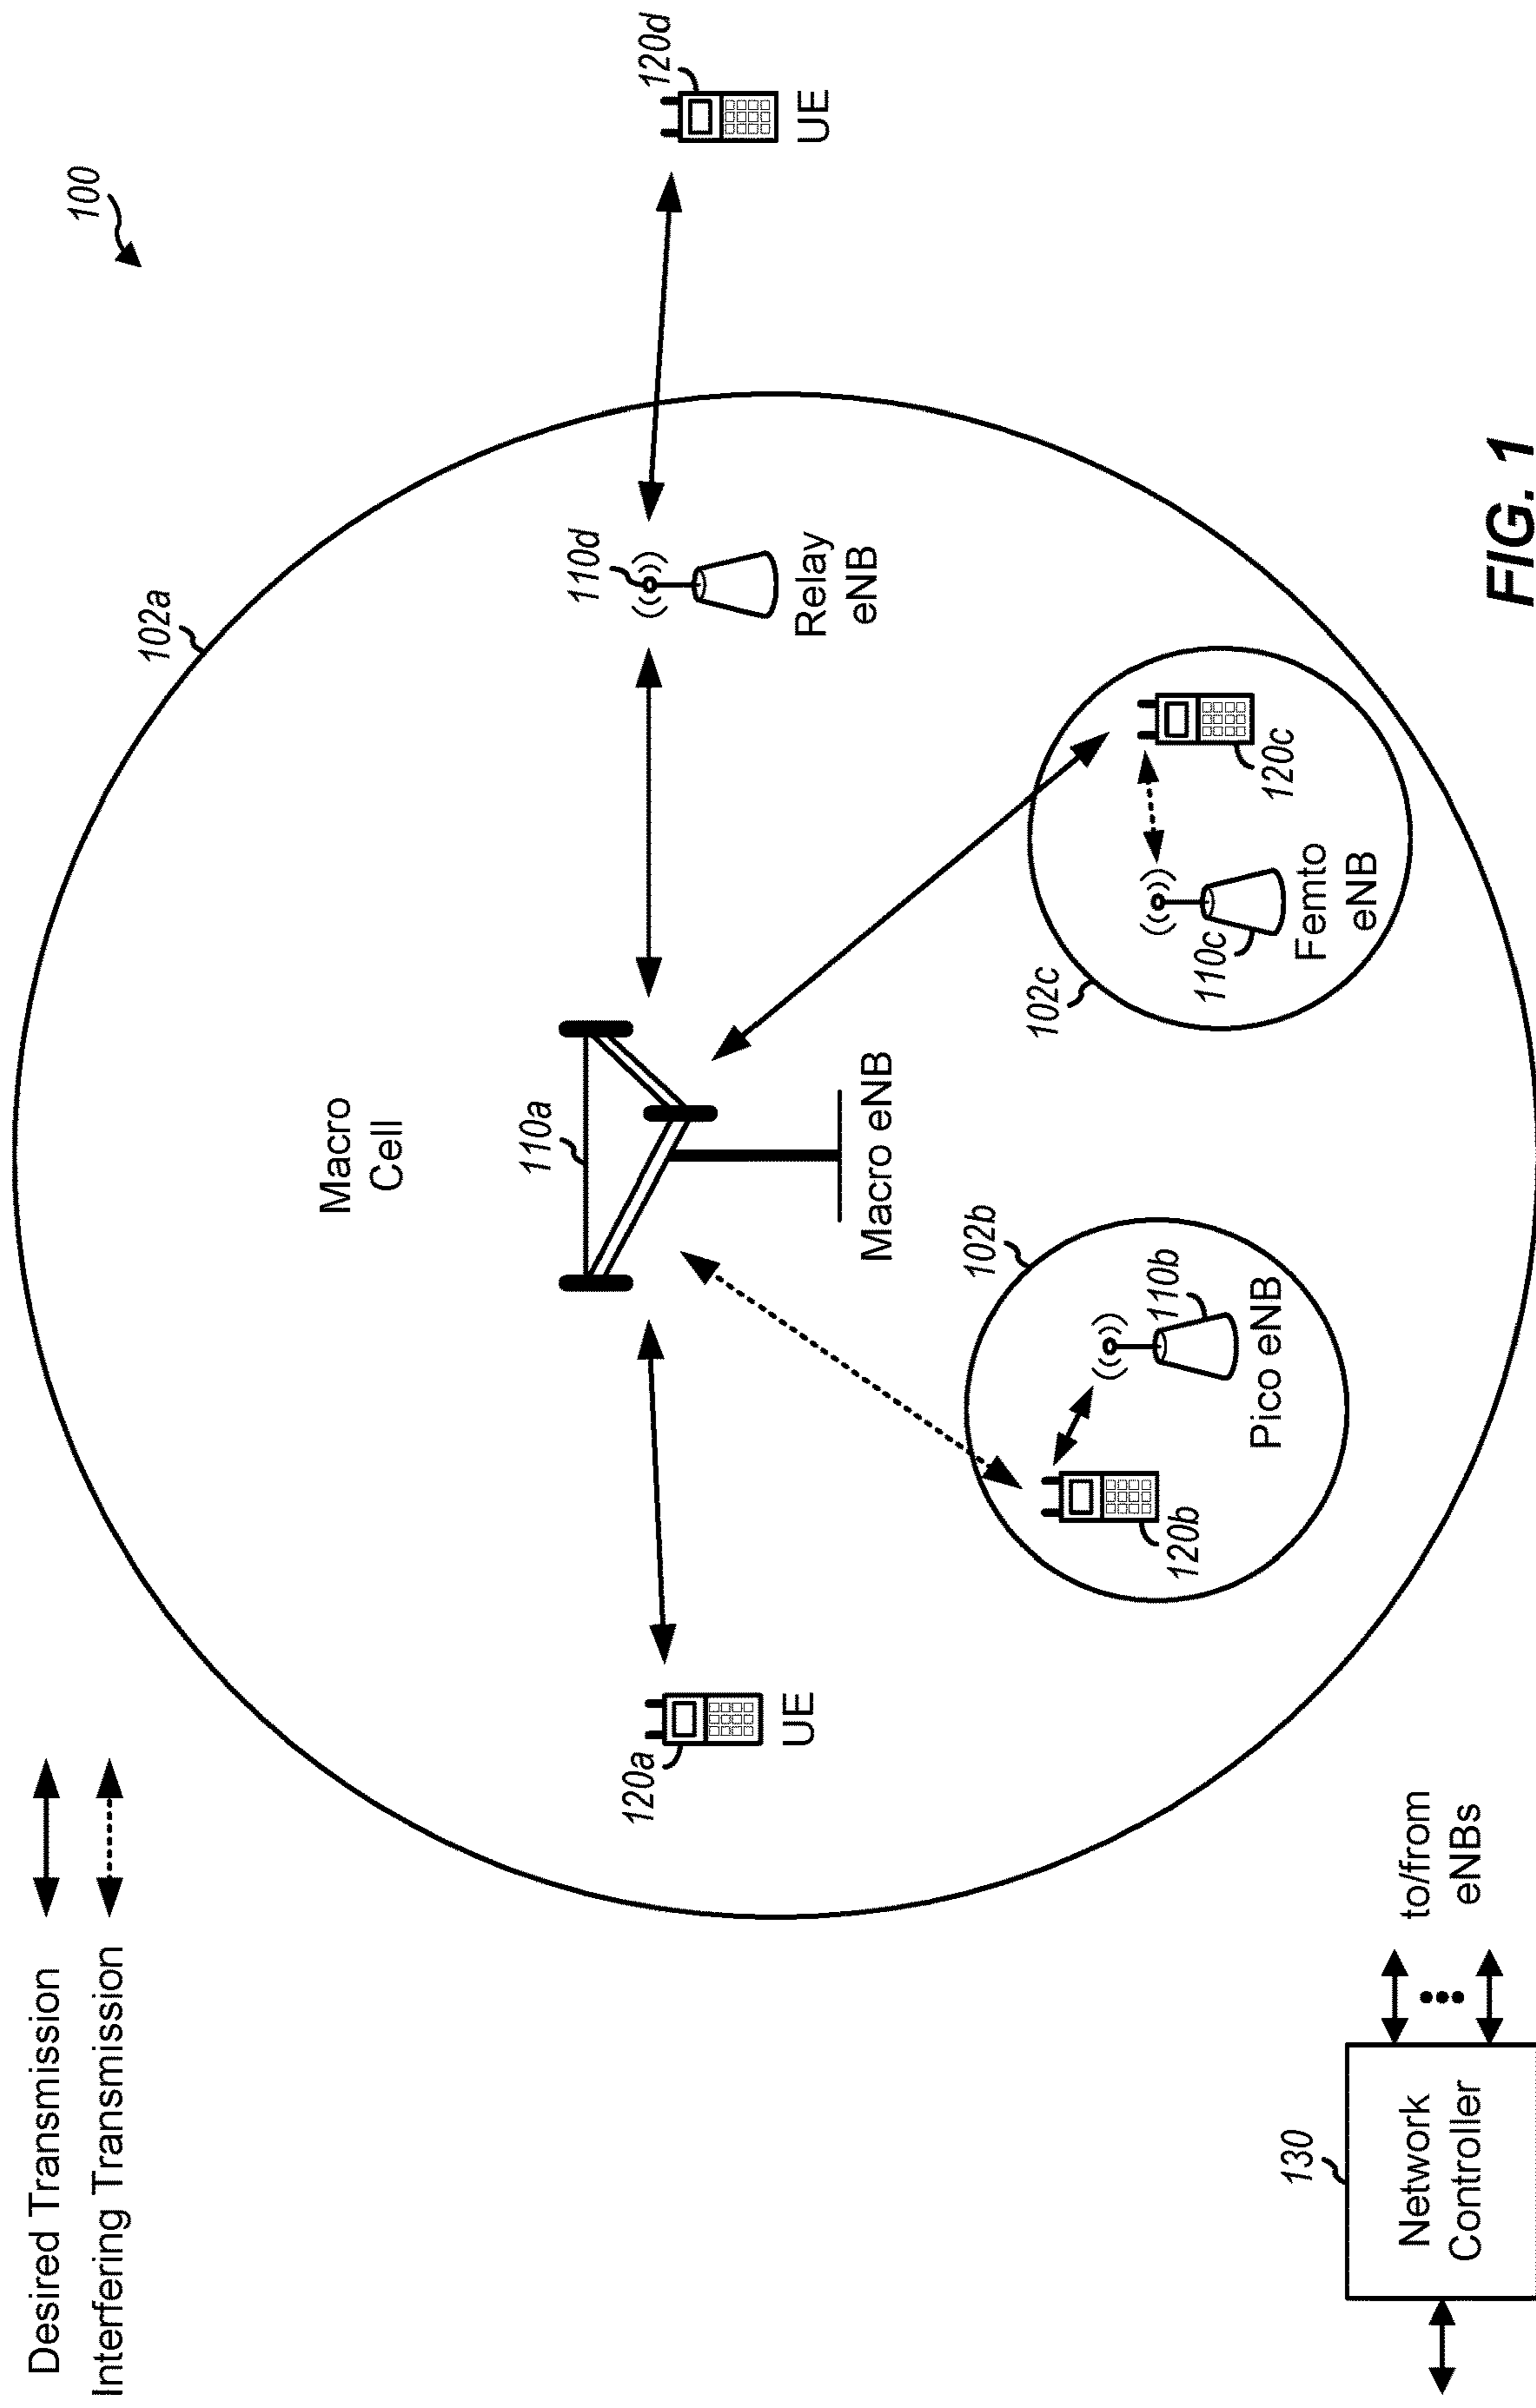 Desired Transmission
Interfering Transmission
100
102a
Macro
Cell
110a
Macro eNB
110d
Relay
eNB
120d
UE
120a
UE
102b
110b
Pico eNB
120b
102c
110c
Femto
eNB
120c
130
Network
Controller
to/from
eNBs
FIG. 1